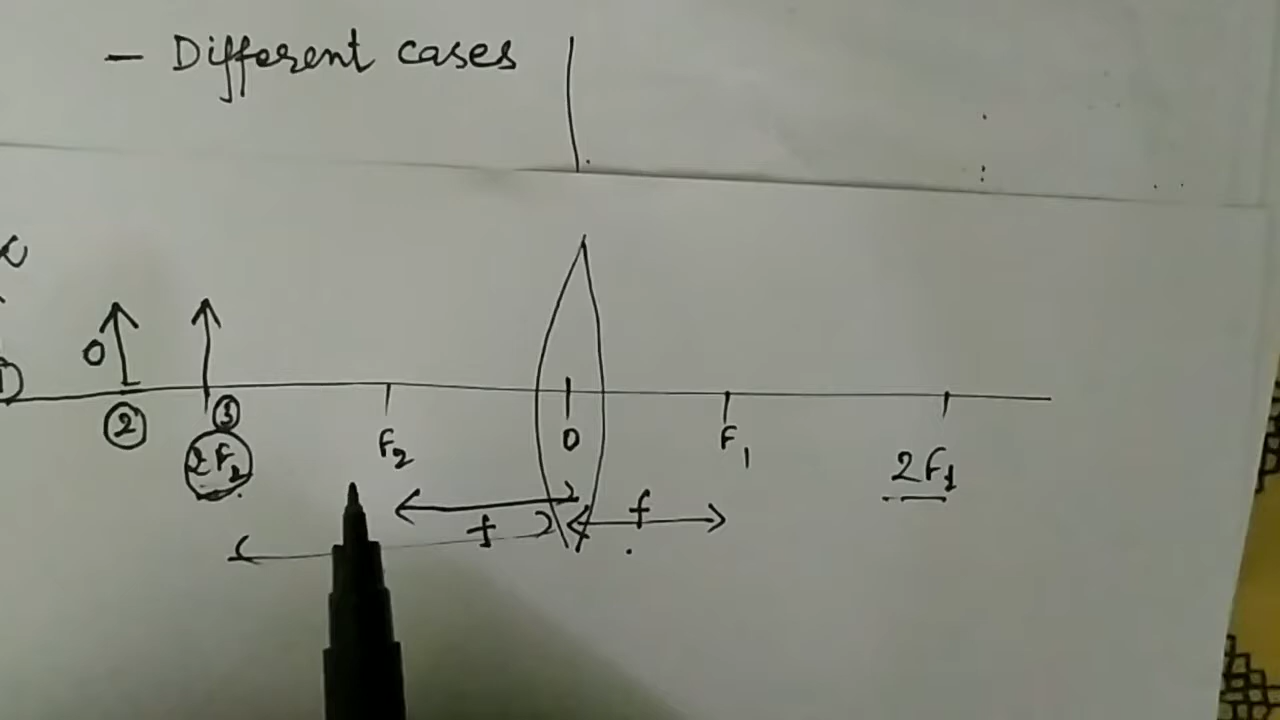 — Different cases
O
② ③
2F₂ F₂ O F₁ 2F₁
f f